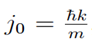 j₀ = ℏk/m